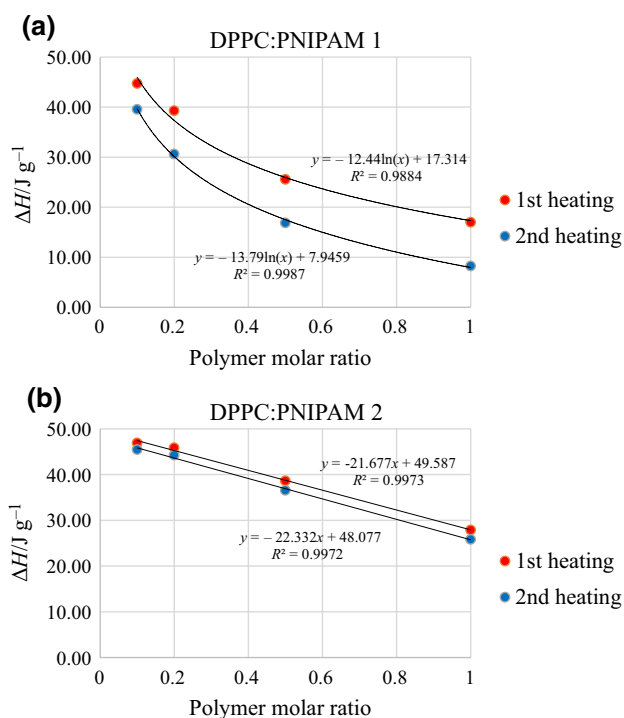 (a)
DPPC:PNIPAM 1
50.00
40.00
30.00
20.00
10.00
0.00
ΔH/J g⁻¹
y = − 12.44ln(x) + 17.314
R² = 0.9884
y = − 13.79ln(x) + 7.9459
R² = 0.9987
1st heating
2nd heating
0 0.2 0.4 0.6 0.8 1
Polymer molar ratio
(b)
DPPC:PNIPAM 2
50.00
40.00
30.00
20.00
10.00
0.00
ΔH/J g⁻¹
y = -21.677x + 49.587
R² = 0.9973
y = − 22.332x + 48.077
R² = 0.9972
1st heating
2nd heating
0 0.2 0.4 0.6 0.8 1
Polymer molar ratio